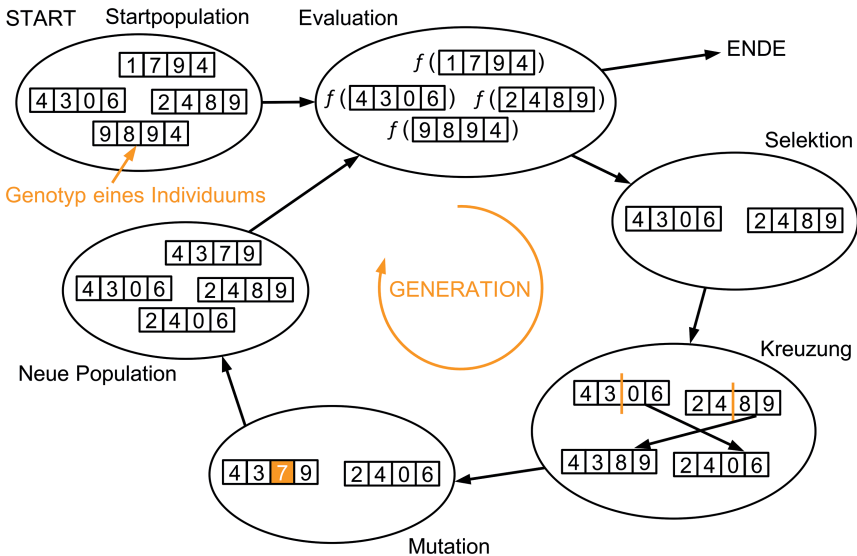 START
Startpopulation
1 7 9 4
4 3 0 6
2 4 8 9
9 8 9 4
Genotyp eines Individuums
Evaluation
f(1 7 9 4)
f(4 3 0 6)
f(2 4 8 9)
f(9 8 9 4)
ENDE
Selektion
4 3 0 6
2 4 8 9
Kreuzung
4 3 0 6
2 4 8 9
4 3 8 9
2 4 0 6
Mutation
4 3 7 9
2 4 0 6
Neue Population
4 3 7 9
4 3 0 6
2 4 8 9
2 4 0 6
GENERATION